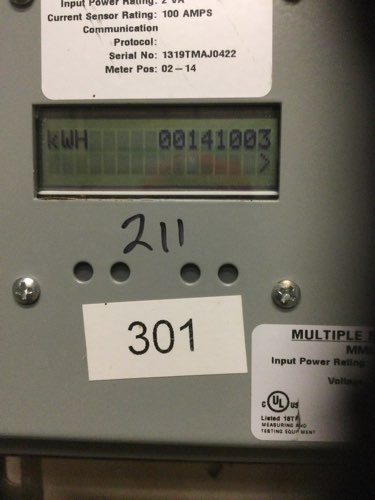 Input Power Rating: 2 VA
Current Sensor Rating: 100 AMPS
Communication
Protocol:
Serial No: 1319TMAJ0422
Meter Pos: 02-14
kWH 00141003
>
211
301
MULTIPLE
Input Power Rating:
Voltage
c UL us
Listed
MEASURING AND
TESTING EQUIPMENT